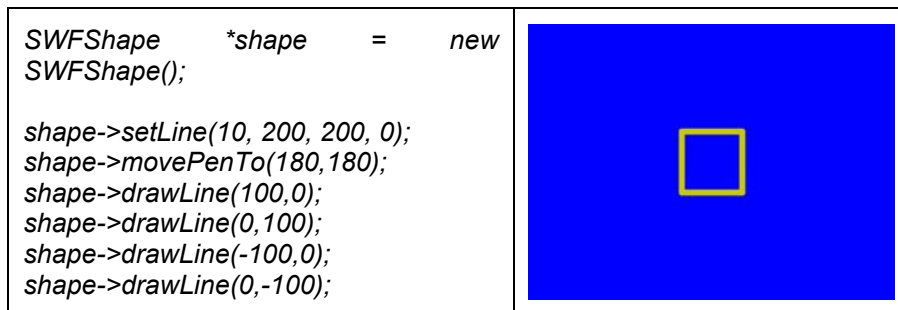 SWFShape *shape = new
SWFShape();
shape->setLine(10, 200, 200, 0);
shape->movePenTo(180,180);
shape->drawLine(100,0);
shape->drawLine(0,100);
shape->drawLine(-100,0);
shape->drawLine(0,-100);